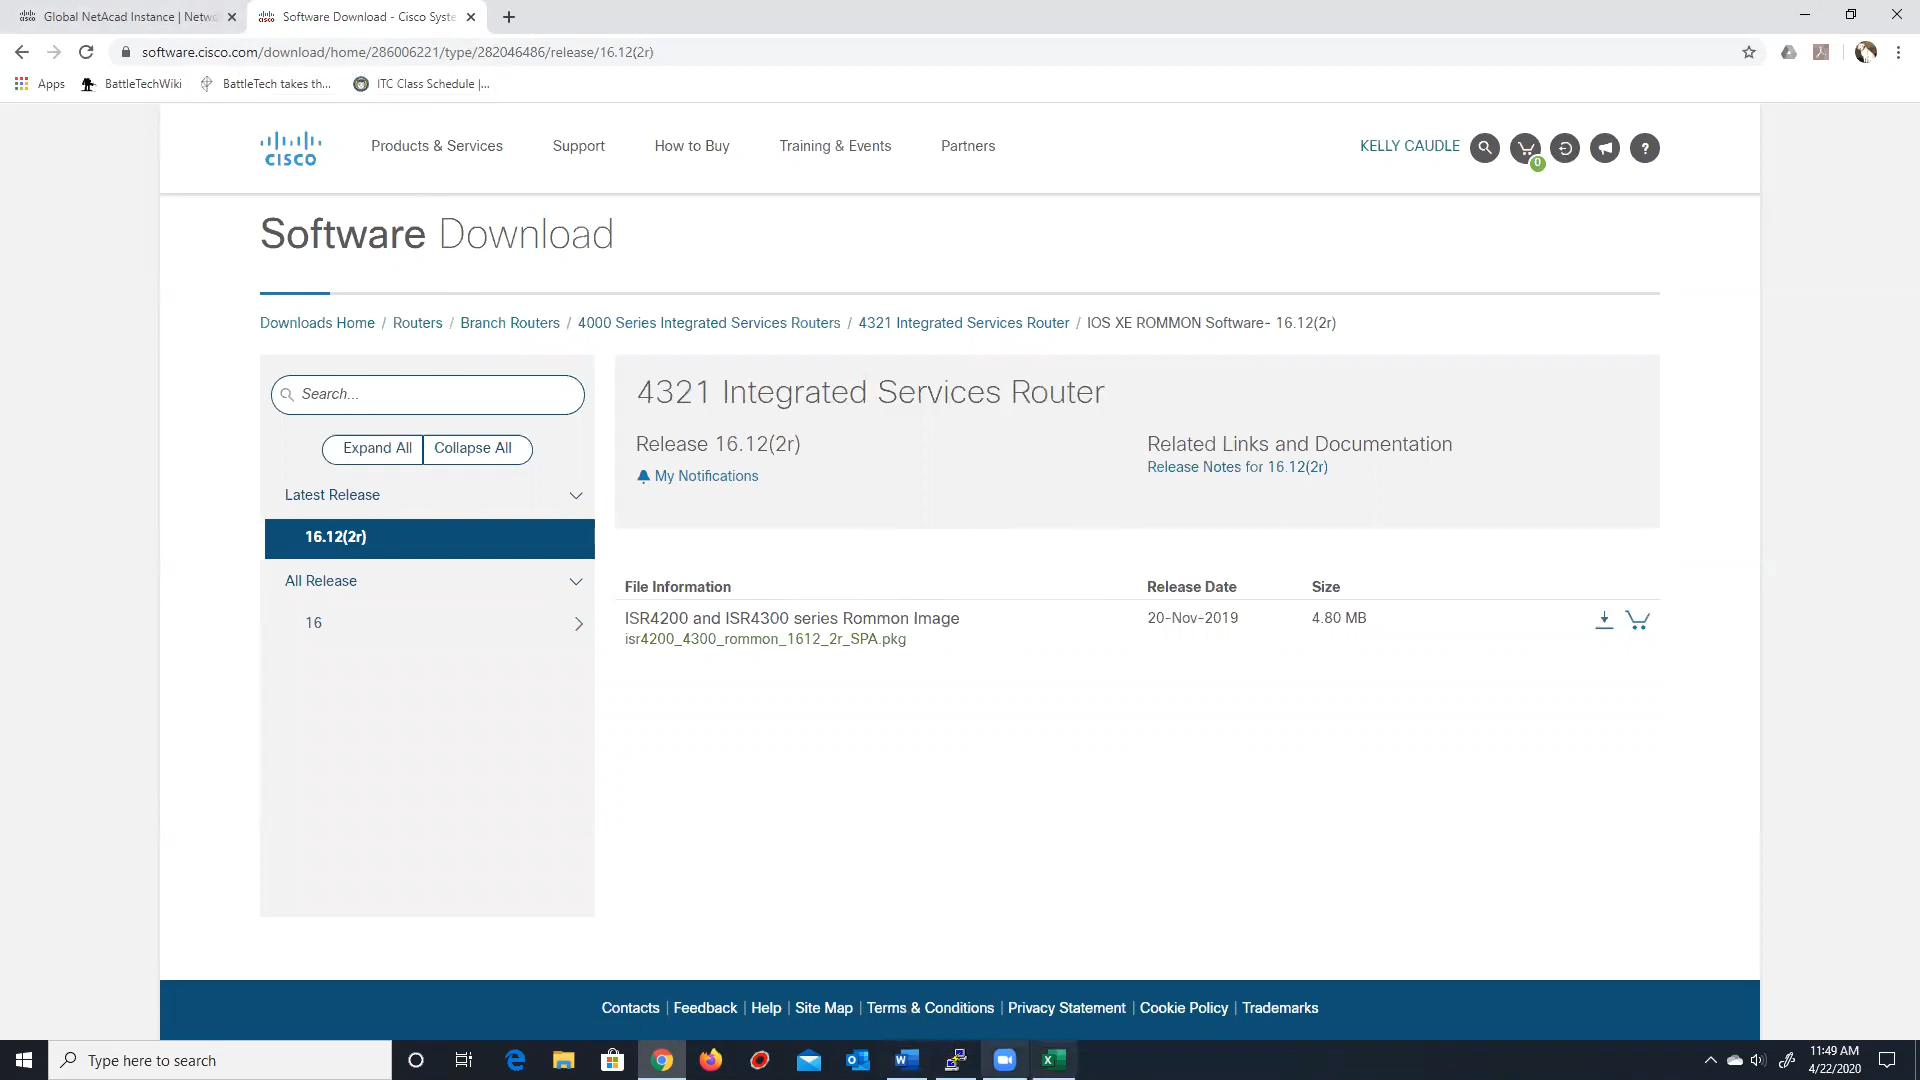 Global NetAcad Instance | Netwo
Software Download - Cisco Syste
software.cisco.com/download/home/286006221/type/282046486/release/16.12(2r)
Apps
BattleTechWiki
BattleTech takes th...
ITC Class Schedule |...
CISCO
Products & Services
Support
How to Buy
Training & Events
Partners
KELLY CAUDLE
0
?
Software Download
Downloads Home / Routers / Branch Routers / 4000 Series Integrated Services Routers / 4321 Integrated Services Router / IOS XE ROMMON Software- 16.12(2r)
Search...
Expand All
Collapse All
Latest Release
16.12(2r)
All Release
16
4321 Integrated Services Router
Release 16.12(2r)
My Notifications
Related Links and Documentation
Release Notes for 16.12(2r)
File Information
Release Date
Size
ISR4200 and ISR4300 series Rommon Image
isr4200_4300_rommon_1612_2r_SPA.pkg
20-Nov-2019
4.80 MB
Contacts | Feedback | Help | Site Map | Terms & Conditions | Privacy Statement | Cookie Policy | Trademarks
Type here to search
11:49 AM
4/22/2020